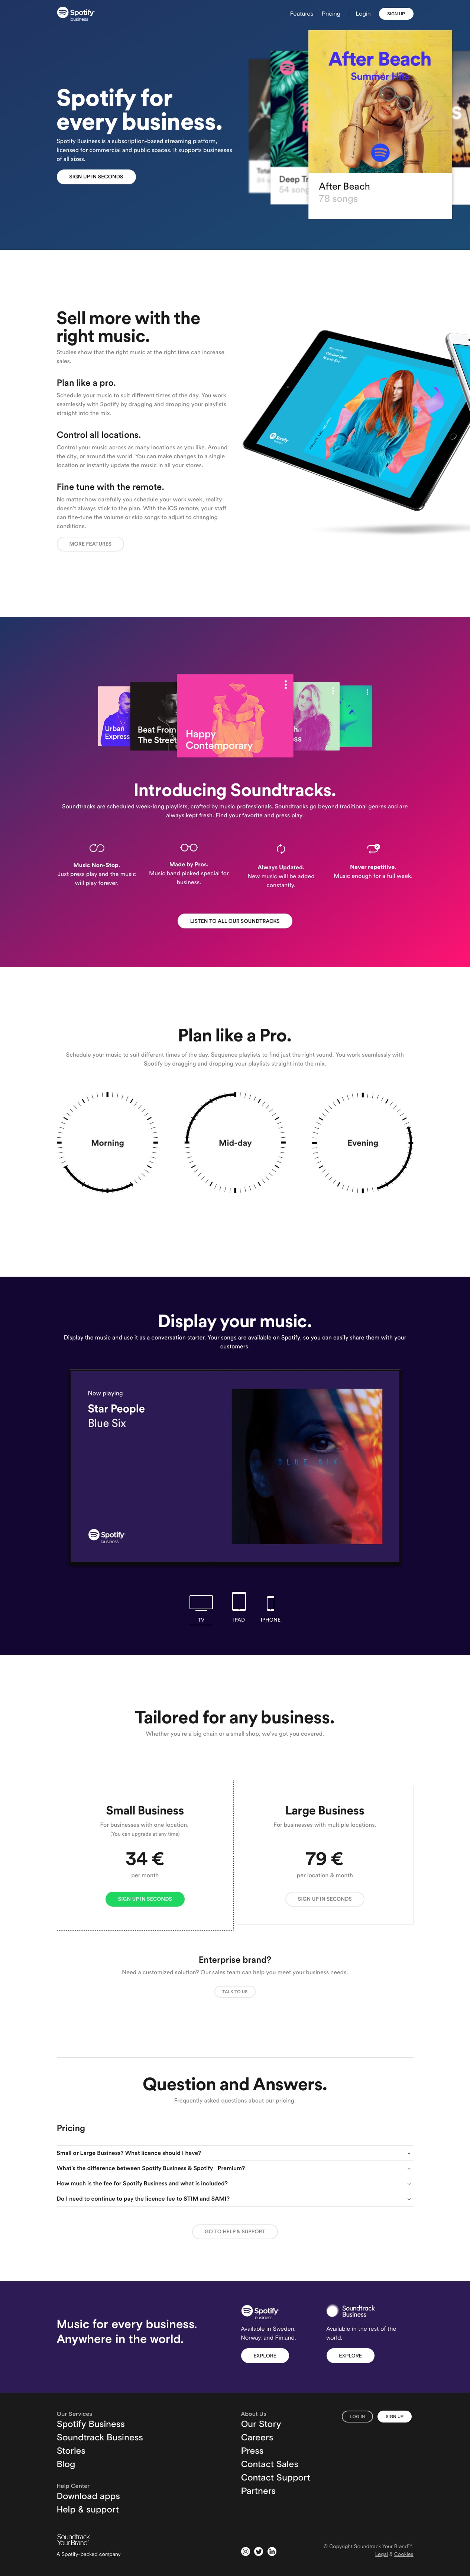 Spotify
business
Features
Pricing
Login
SIGN UP
Spotify for
every business.
Spotify Business is a subscription-based streaming platform,
licensed for commercial and public spaces. It supports businesses
of all sizes.
SIGN UP IN SECONDS
After Beach
Summer Hits
Deep Tr
54 song
After Beach
78 songs
Sell more with the
right music.
Studies show that the right music at the right time can increase
sales.
Plan like a pro.
Schedule your music to suit different times of the day. You work
seamlessly with Spotify by dragging and dropping your playlists
straight into the mix.
Control all locations.
Control your music across as many locations as you like. Around
the city, or around the world. You can make changes to a single
location or instantly update the music in all your stores.
Fine tune with the remote.
No matter how carefully you schedule your work week, reality
doesn't always stick to the plan. With the iOS remote, your staff
can fine-tune the volume or skip songs to adjust to changing
conditions.
MORE FEATURES
Urban
Express
Beat From
The Street
Happy
Contemporary
Introducing Soundtracks.
Soundtracks are scheduled week-long playlists, crafted by music professionals. Soundtracks go beyond traditional genres and are
always kept fresh. Find your favorite and press play.
Music Non-Stop.
Just press play and the music
will play forever.
Made by Pros.
Music hand picked special for
business.
Always Updated.
New music will be added
constantly.
Never repetitive.
Music enough for a full week.
LISTEN TO ALL OUR SOUNDTRACKS
Plan like a Pro.
Schedule your music to suit different times of the day. Sequence playlists to find just the right sound. You work seamlessly with
Spotify by dragging and dropping your playlists straight into the mix.
Morning
Mid-day
Evening
Display your music.
Display the music and use it as a conversation starter. Your songs are available on Spotify, so you can easily share them with your
customers.
Now playing
Star People
Blue Six
BLUE SIX
Spotify
business
TV
IPAD
IPHONE
Tailored for any business.
Whether you're a big chain or a small shop, we've got you covered.
Small Business
For businesses with one location.
(You can upgrade at any time)
34 €
per month
SIGN UP IN SECONDS
Large Business
For businesses with multiple locations.
79 €
per location & month
SIGN UP IN SECONDS
Enterprise brand?
Need a customized solution? Our sales team can help you meet your business needs.
TALK TO US
Question and Answers.
Frequently asked questions about our pricing.
Pricing
Small or Large Business? What licence should I have?
What's the difference between Spotify Business & Spotify Premium?
How much is the fee for Spotify Business and what is included?
Do I need to continue to pay the licence fee to STIM and SAMI?
GO TO HELP & SUPPORT
Music for every business.
Anywhere in the world.
Spotify
business
Available in Sweden,
Norway, and Finland.
EXPLORE
Soundtrack
Business
Available in the rest of the
world.
EXPLORE
Our Services
Spotify Business
Soundtrack Business
Stories
Blog
Help Center
Download apps
Help & support
About Us
Our Story
Careers
Press
Contact Sales
Contact Support
Partners
LOG IN
SIGN UP
Soundtrack
Your Brand
A Spotify-backed company
© Copyright Soundtrack Your Brand™.
Legal & Cookies